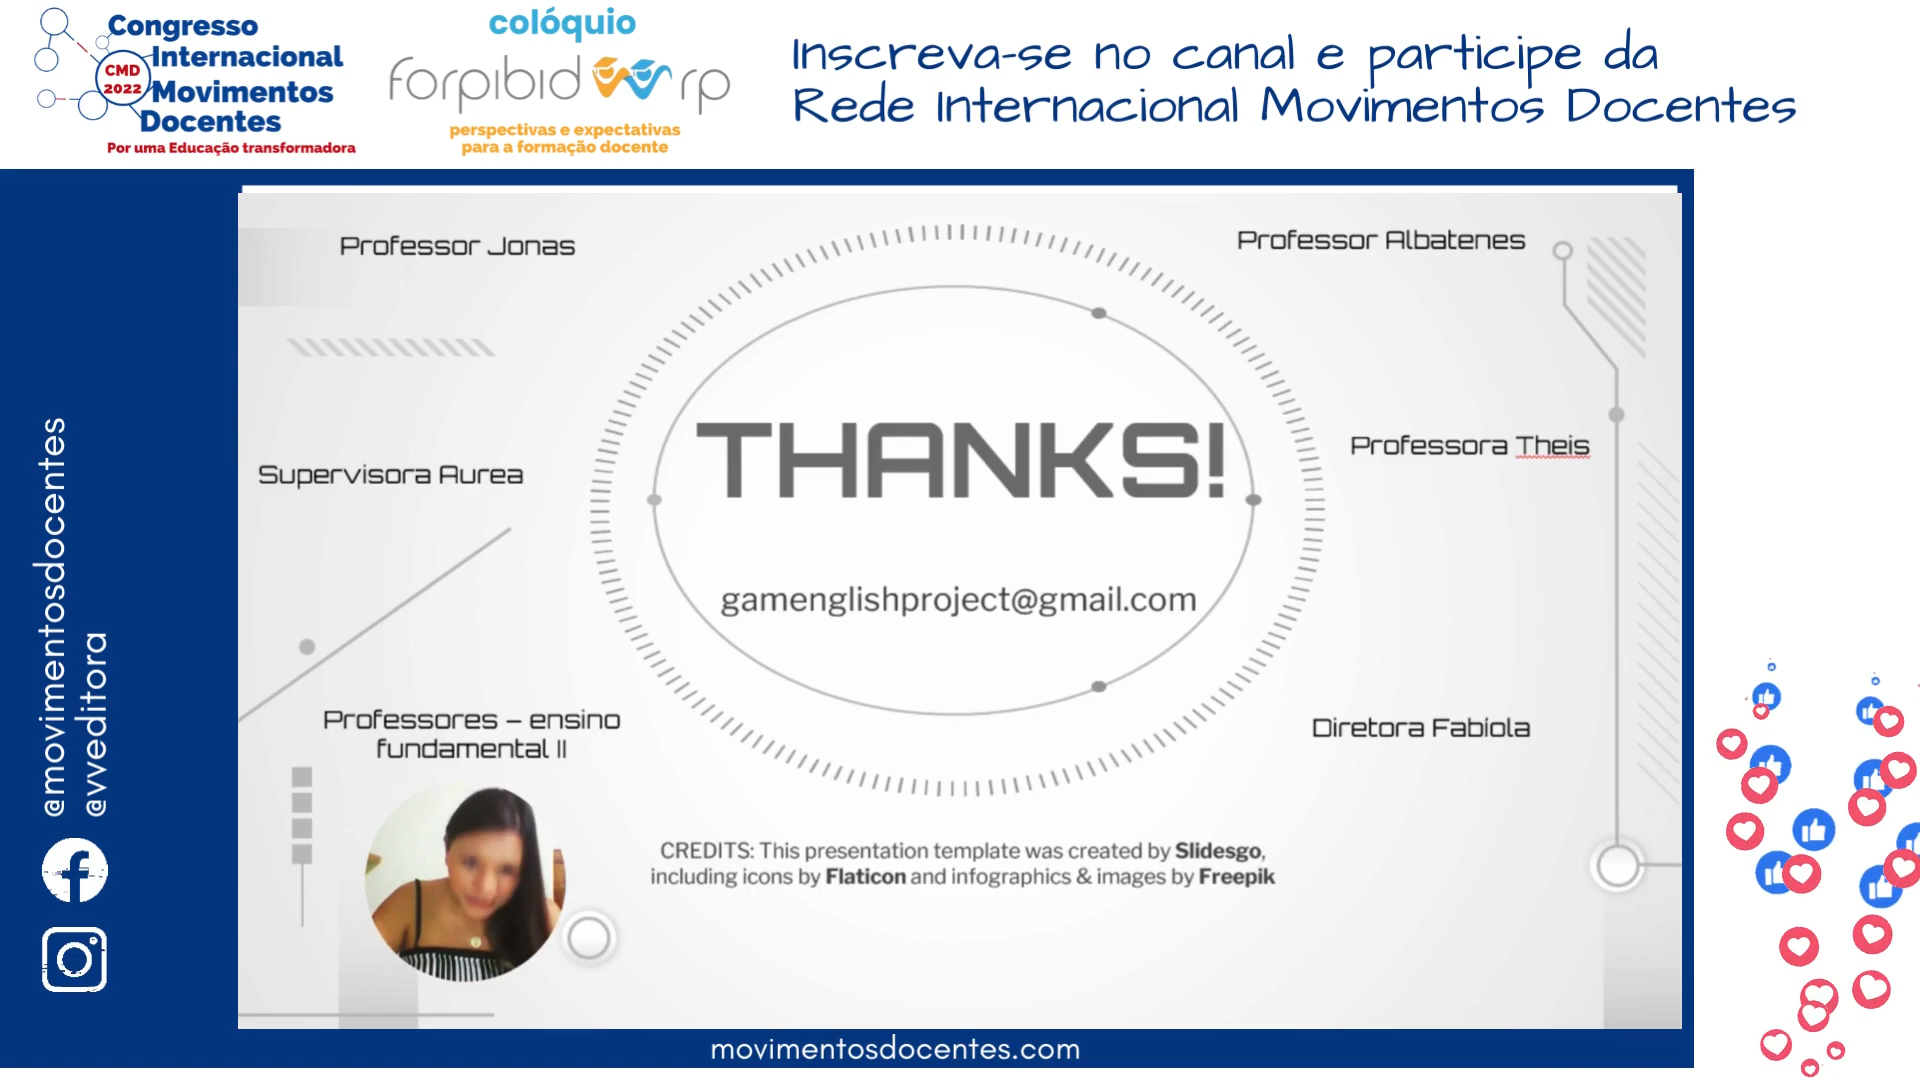 Congresso
Internacional
CMD
2022
Movimentos
Docentes
Por uma Educação transformadora
colóquio
forpibid rp
perspectivas e expectativas
para a formação docente
Inscreva-se no canal e participe da
Rede Internacional Movimentos Docentes
@movimentosdocentes
@vveditora
Professor Jonas
Professor Albatenes
THANKS!
Supervisora Aurea
Professora Theis
gamenglishproject@gmail.com
Professores – ensino
fundamental II
Diretora Fabiola
CREDITS: This presentation template was created by Slidesgo,
including icons by Flaticon and infographics & images by Freepik
movimentosdocentes.com